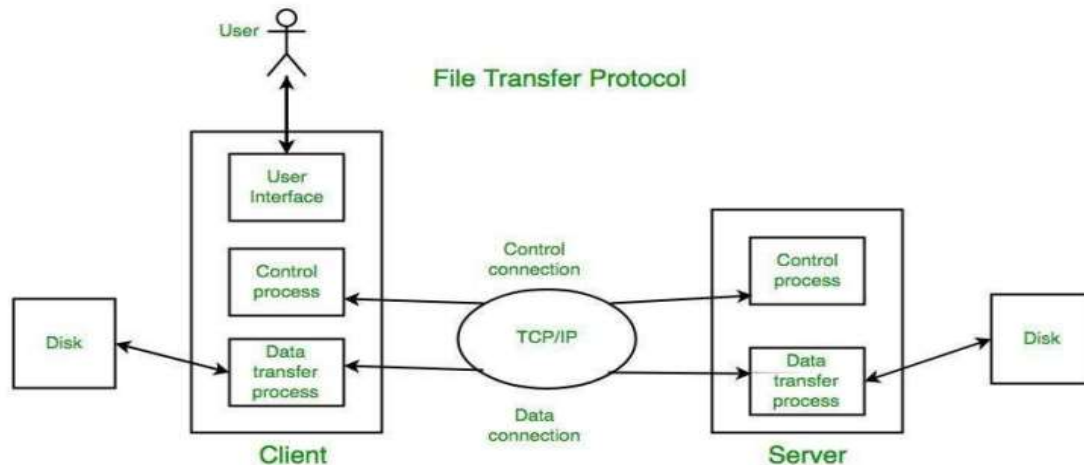 User
File Transfer Protocol
User
Interface
Control
process
Control
connection
Control
process
Disk
Data
transfer
process
TCP/IP
Data
transfer
process
Disk
Data
connection
Client
Server